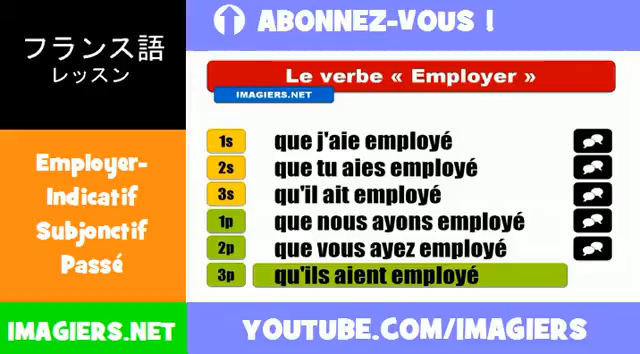 フランス語
レッスン
Employer-
Indicatif
Subjonctif
Passé
IMAGIERS.NET
ABONNEZ-VOUS !
Le verbe « Employer »
IMAGIERS.NET
1s que j'aie employé
2s que tu aies employé
3s qu'il ait employé
1p que nous ayons employé
2p que vous ayez employé
3p qu'ils aient employé
YOUTUBE.COM/IMAGIERS